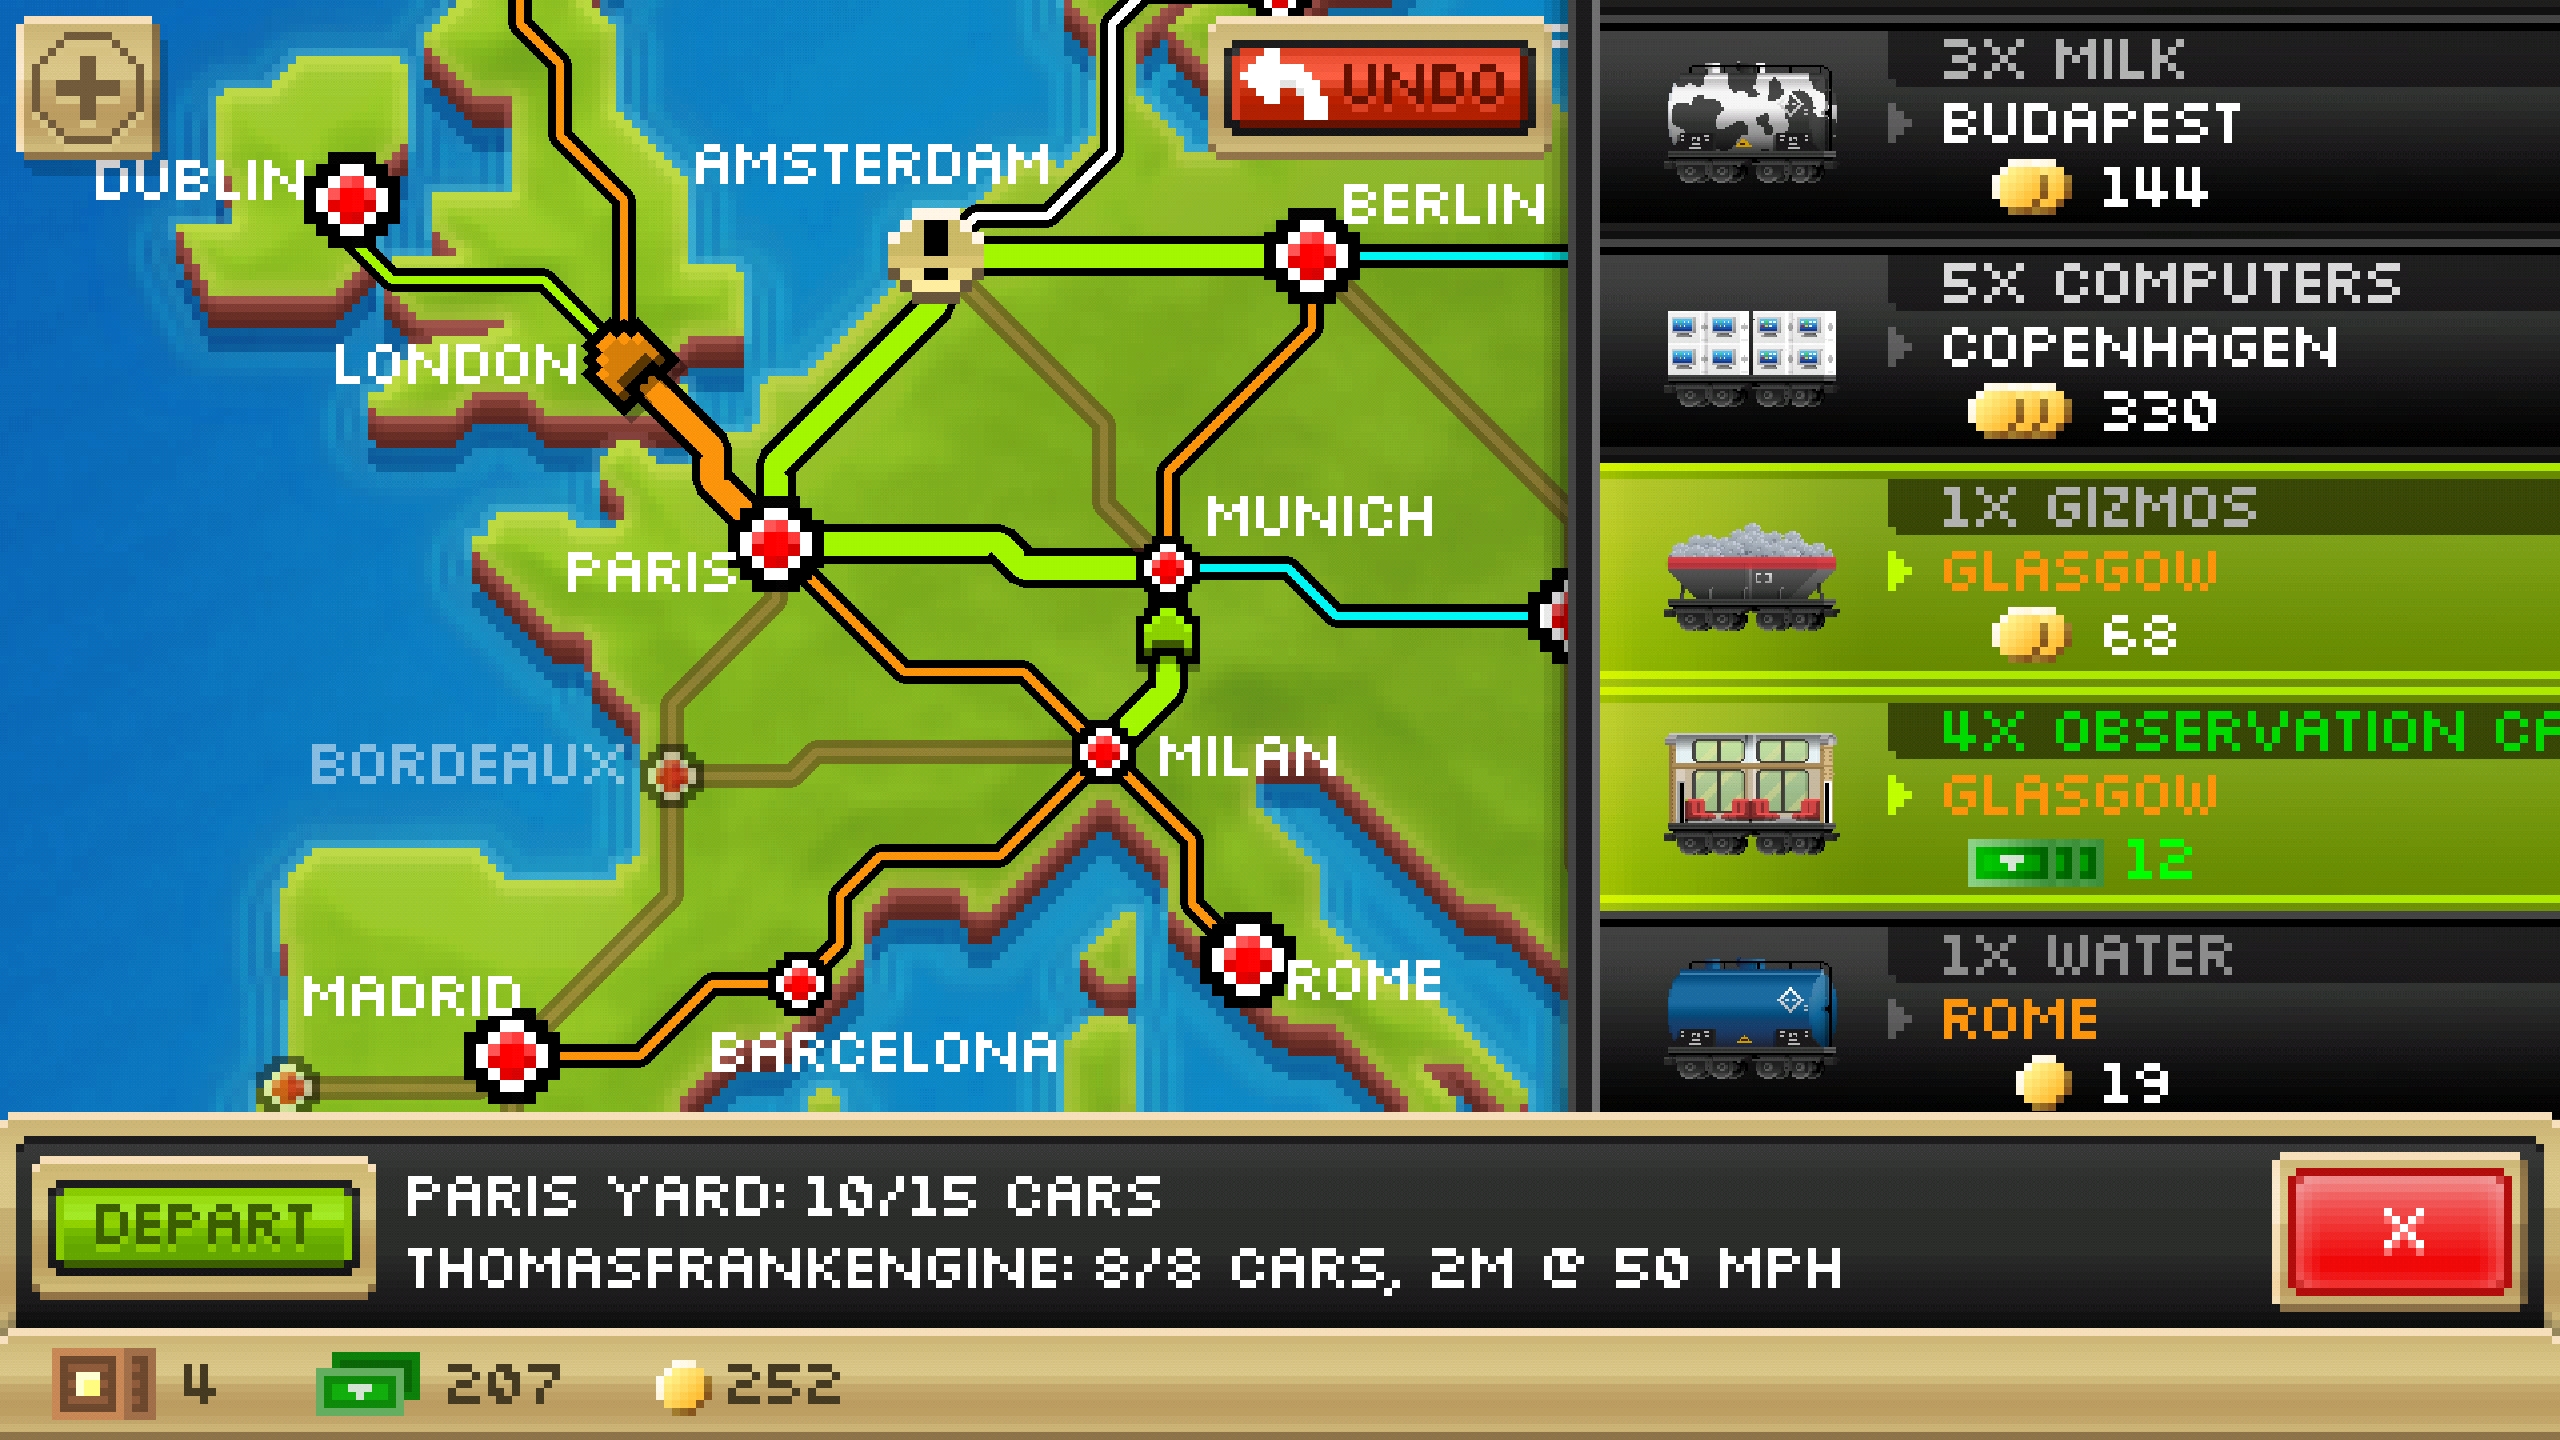 UNDO
DUBLIN
AMSTERDAM
BERLIN
LONDON
PARIS
MUNICH
BORDEAUX
MILAN
MADRID
BARCELONA
ROME
3X MILK
BUDAPEST
144
5X COMPUTERS
COPENHAGEN
330
1X GIZMOS
GLASGOW
68
4X OBSERVATION CA
GLASGOW
12
1X WATER
ROME
19
DEPART
PARIS YARD: 10/15 CARS
THOMASFRANKENGINE: 8/8 CARS, 2M @ 50 MPH
X
4
207
252